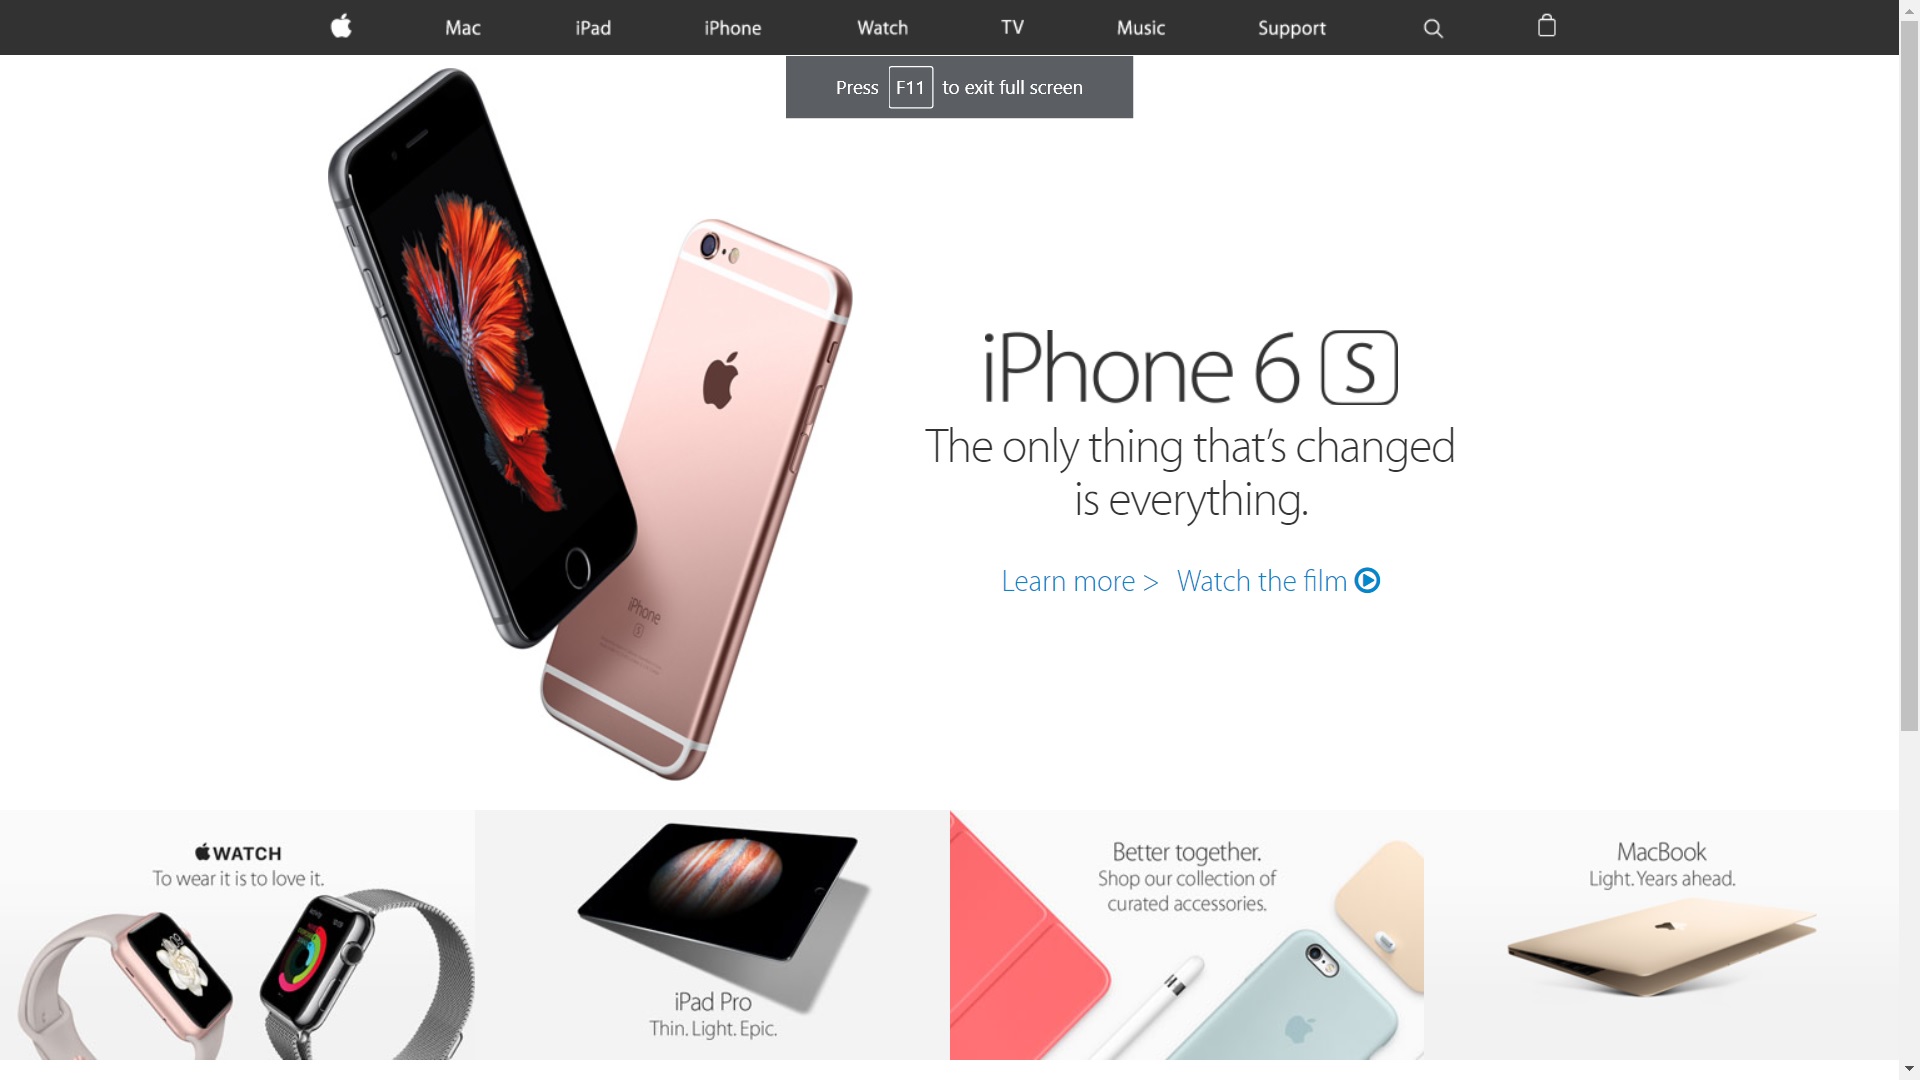 Mac iPad iPhone Watch TV Music Support
Press F11 to exit full screen
iPhone 6 S
The only thing that's changed
is everything.
Learn more > Watch the film
iPhone
S
WATCH
To wear it is to love it.
iPad Pro
Thin. Light. Epic.
Better together.
Shop our collection of
curated accessories.
MacBook
Light. Years ahead.